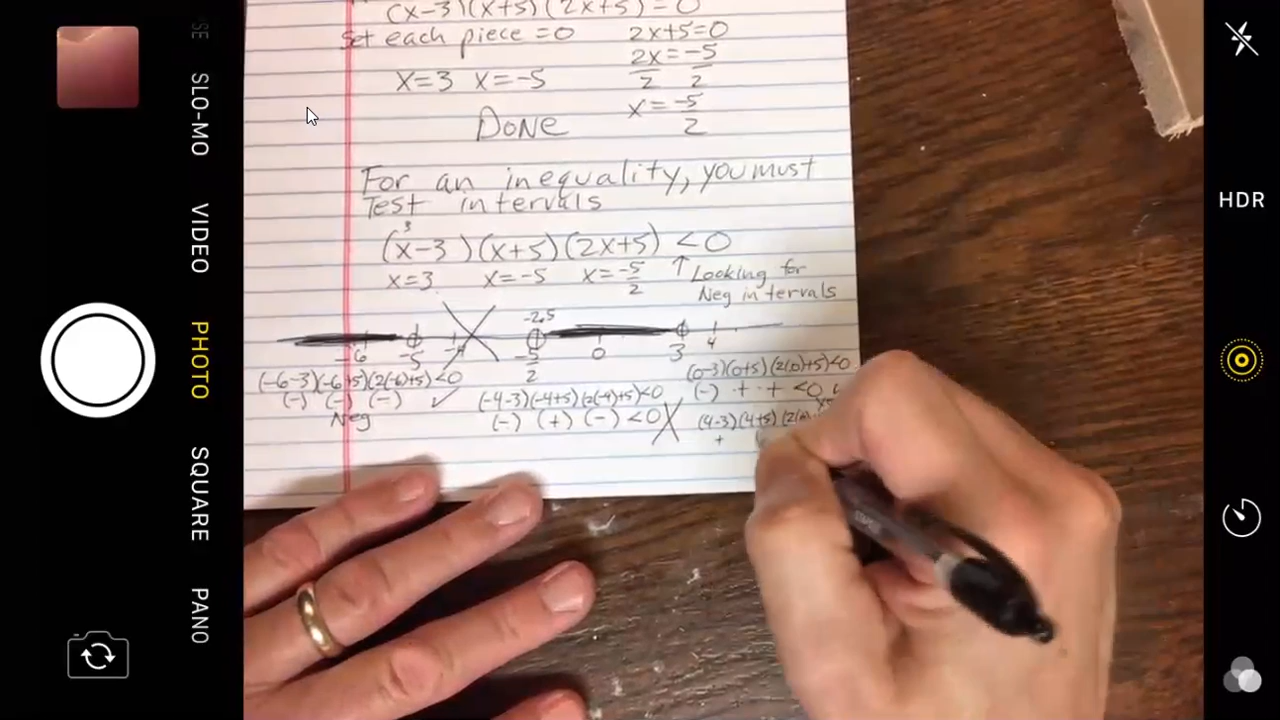 (x-3)(x+5)(2x+5)=0
Set each piece =0
2x+5=0
2x=-5
2 2
x=3 x=-5
x=-5
2
DONE
For an inequality, you must
Test intervals
3
(x-3)(x+5)(2x+5) <0
x=3 x=-5 x=-5
2
↑ Looking for
Neg intervals
-2.5
-6 -5 -4 -5 0 3 4
2
(-6-3)(-6+5)(2(-6)+5)<0
(-) (-) (-) ✓
Neg
(-4-3)(-4+5)(2(-4)+5)<0
(-) (+) (-) <0 X
(0-3)(0+5)(2(0)+5)<0
(-) + · + <0
(4-3)(4+5)(2(
+
SLO-MO
VIDEO
PHOTO
SQUARE
PANO
HDR